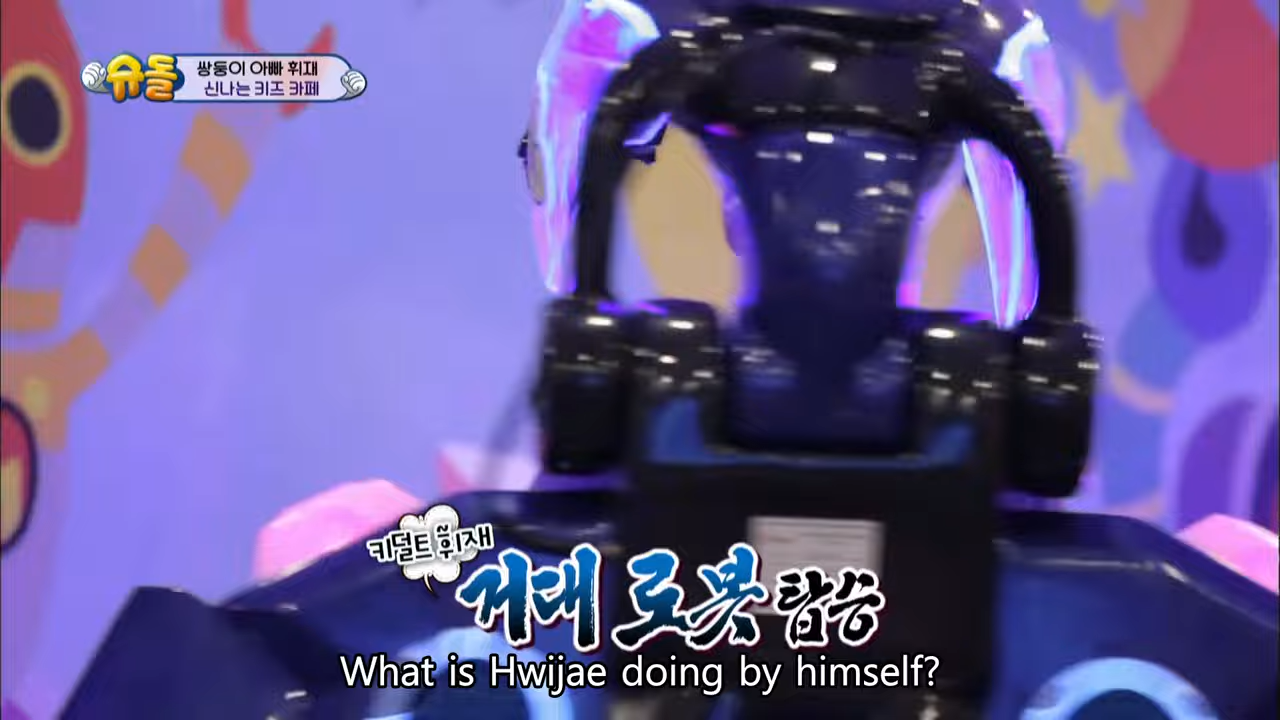 슈돌
쌍둥이 아빠 휘재
신나는 키즈 카페
키덜트 휘재
거대 로봇 탑승
What is Hwijae doing by himself?